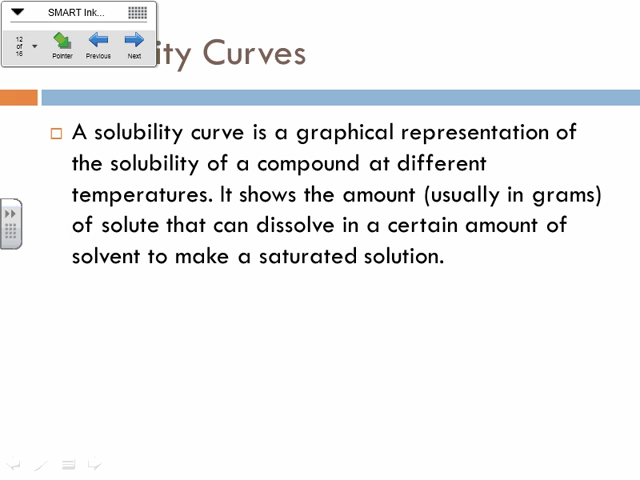 SMART Ink...
12
of
16
Pointer
Previous
Next
ity Curves
A solubility curve is a graphical representation of
the solubility of a compound at different
temperatures. It shows the amount (usually in grams)
of solute that can dissolve in a certain amount of
solvent to make a saturated solution.